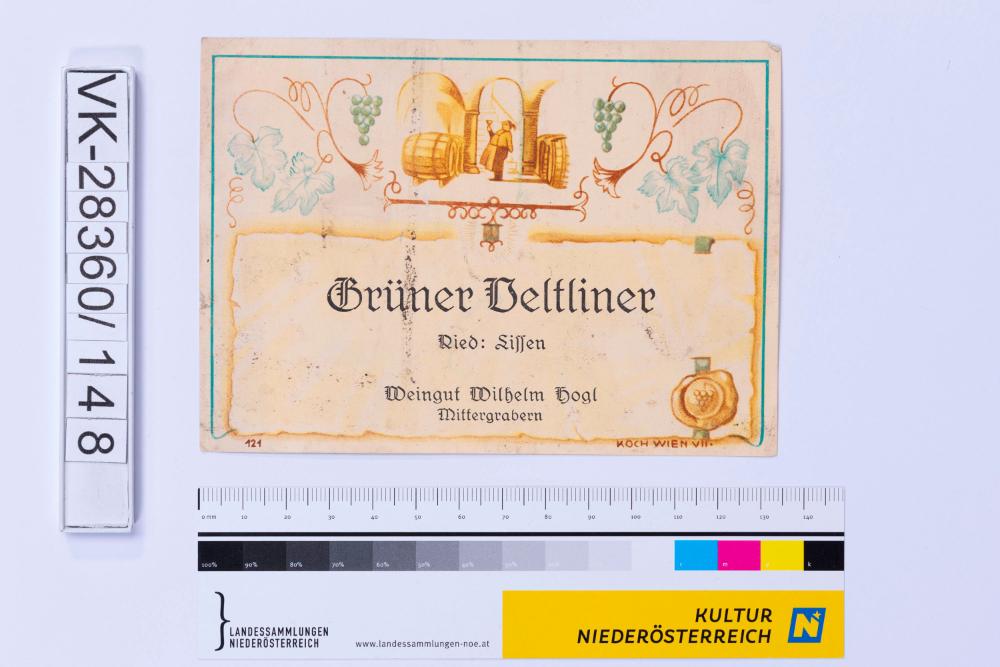 VK-28360/148
Grüner Veltliner
Ried: Lissen
Weingut Wilhelm Hogl
Mittergrabern
121
KOCH WIEN VII.
0 mm 10 20 30 40 50 60 70 80 90 100 110 120 130 140
100% 90% 80% 70% 60% 50% 40% 30% 20% 10% c m y k
LANDESSAMMLUNGEN
NIEDERÖSTERREICH
www.landessammlungen-noe.at
KULTUR
NIEDERÖSTERREICH
N